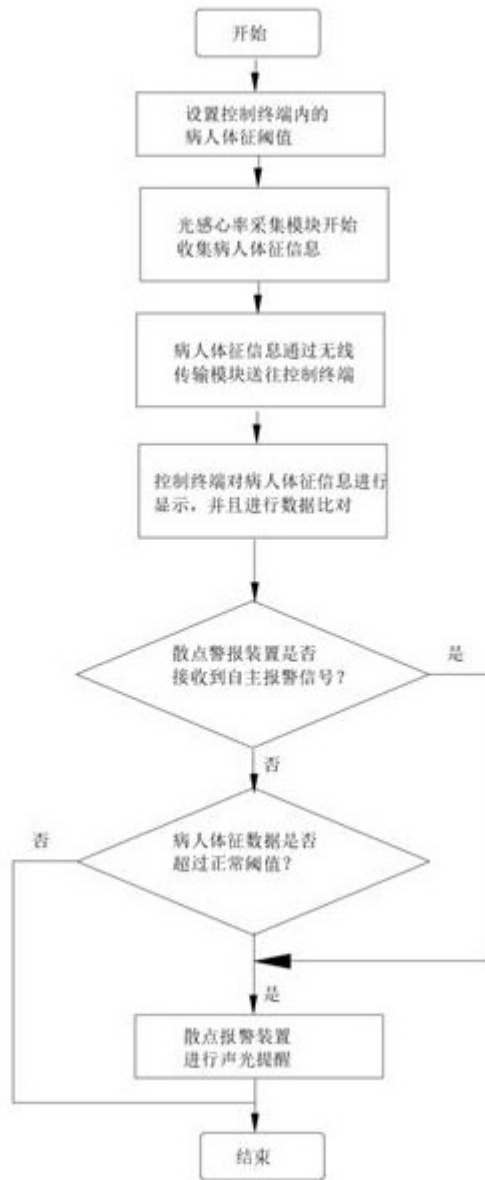 开始
设置控制终端内的
病人体征阈值
光感心率采集模块开始
收集病人体征信息
病人体征信息通过无线
传输模块送往控制终端
控制终端对病人体征信息进行
显示，并且进行数据比对
散点警报装置是否
接收到自主报警信号？
是
否
病人体征数据是否
超过正常阈值？
否
是
散点报警装置
进行声光提醒
结束